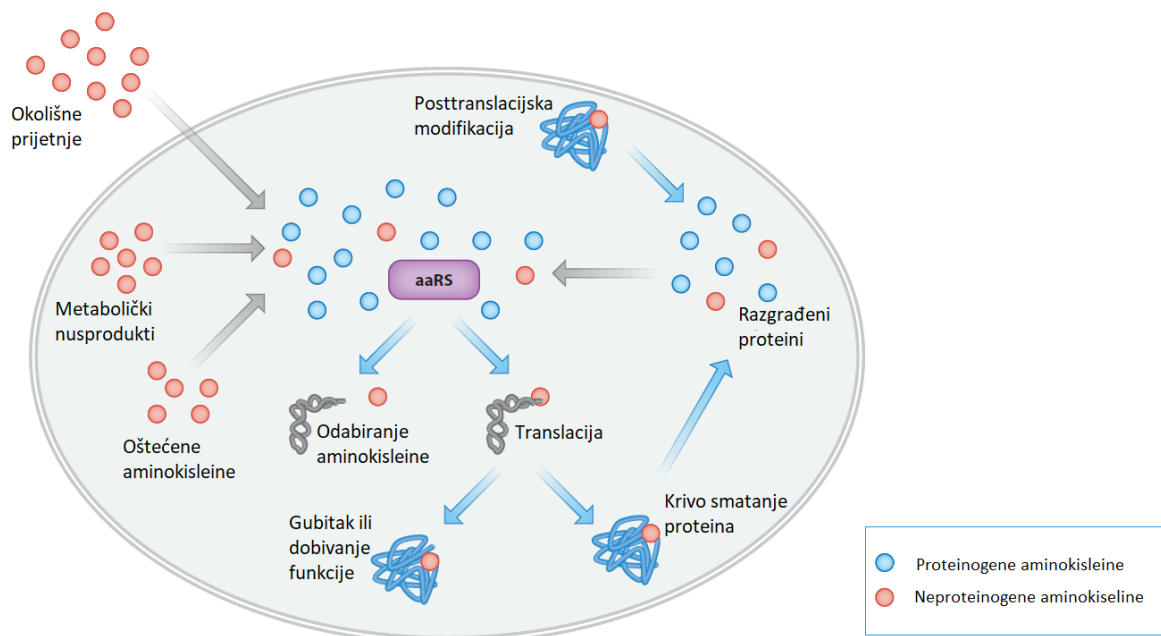 Okolišne
prijetnje
Posttranslacijska
modifikacija
aaRS
Metabolički
nusprodukti
Razgrađeni
proteini
Oštećene
aminokisleine
Odabiranje
aminokisleine
Translacija
Gubitak ili
dobivanje
funkcije
Krivo smatanje
proteina
Proteinogene aminokisleine
Neproteinogene aminokiseline